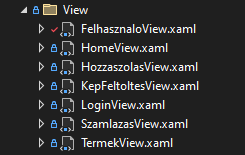 View
FelhasznaloView.xaml
HomeView.xaml
HozzaszolasView.xaml
KepFeltoltesView.xaml
LoginView.xaml
SzamlazasView.xaml
TermekView.xaml